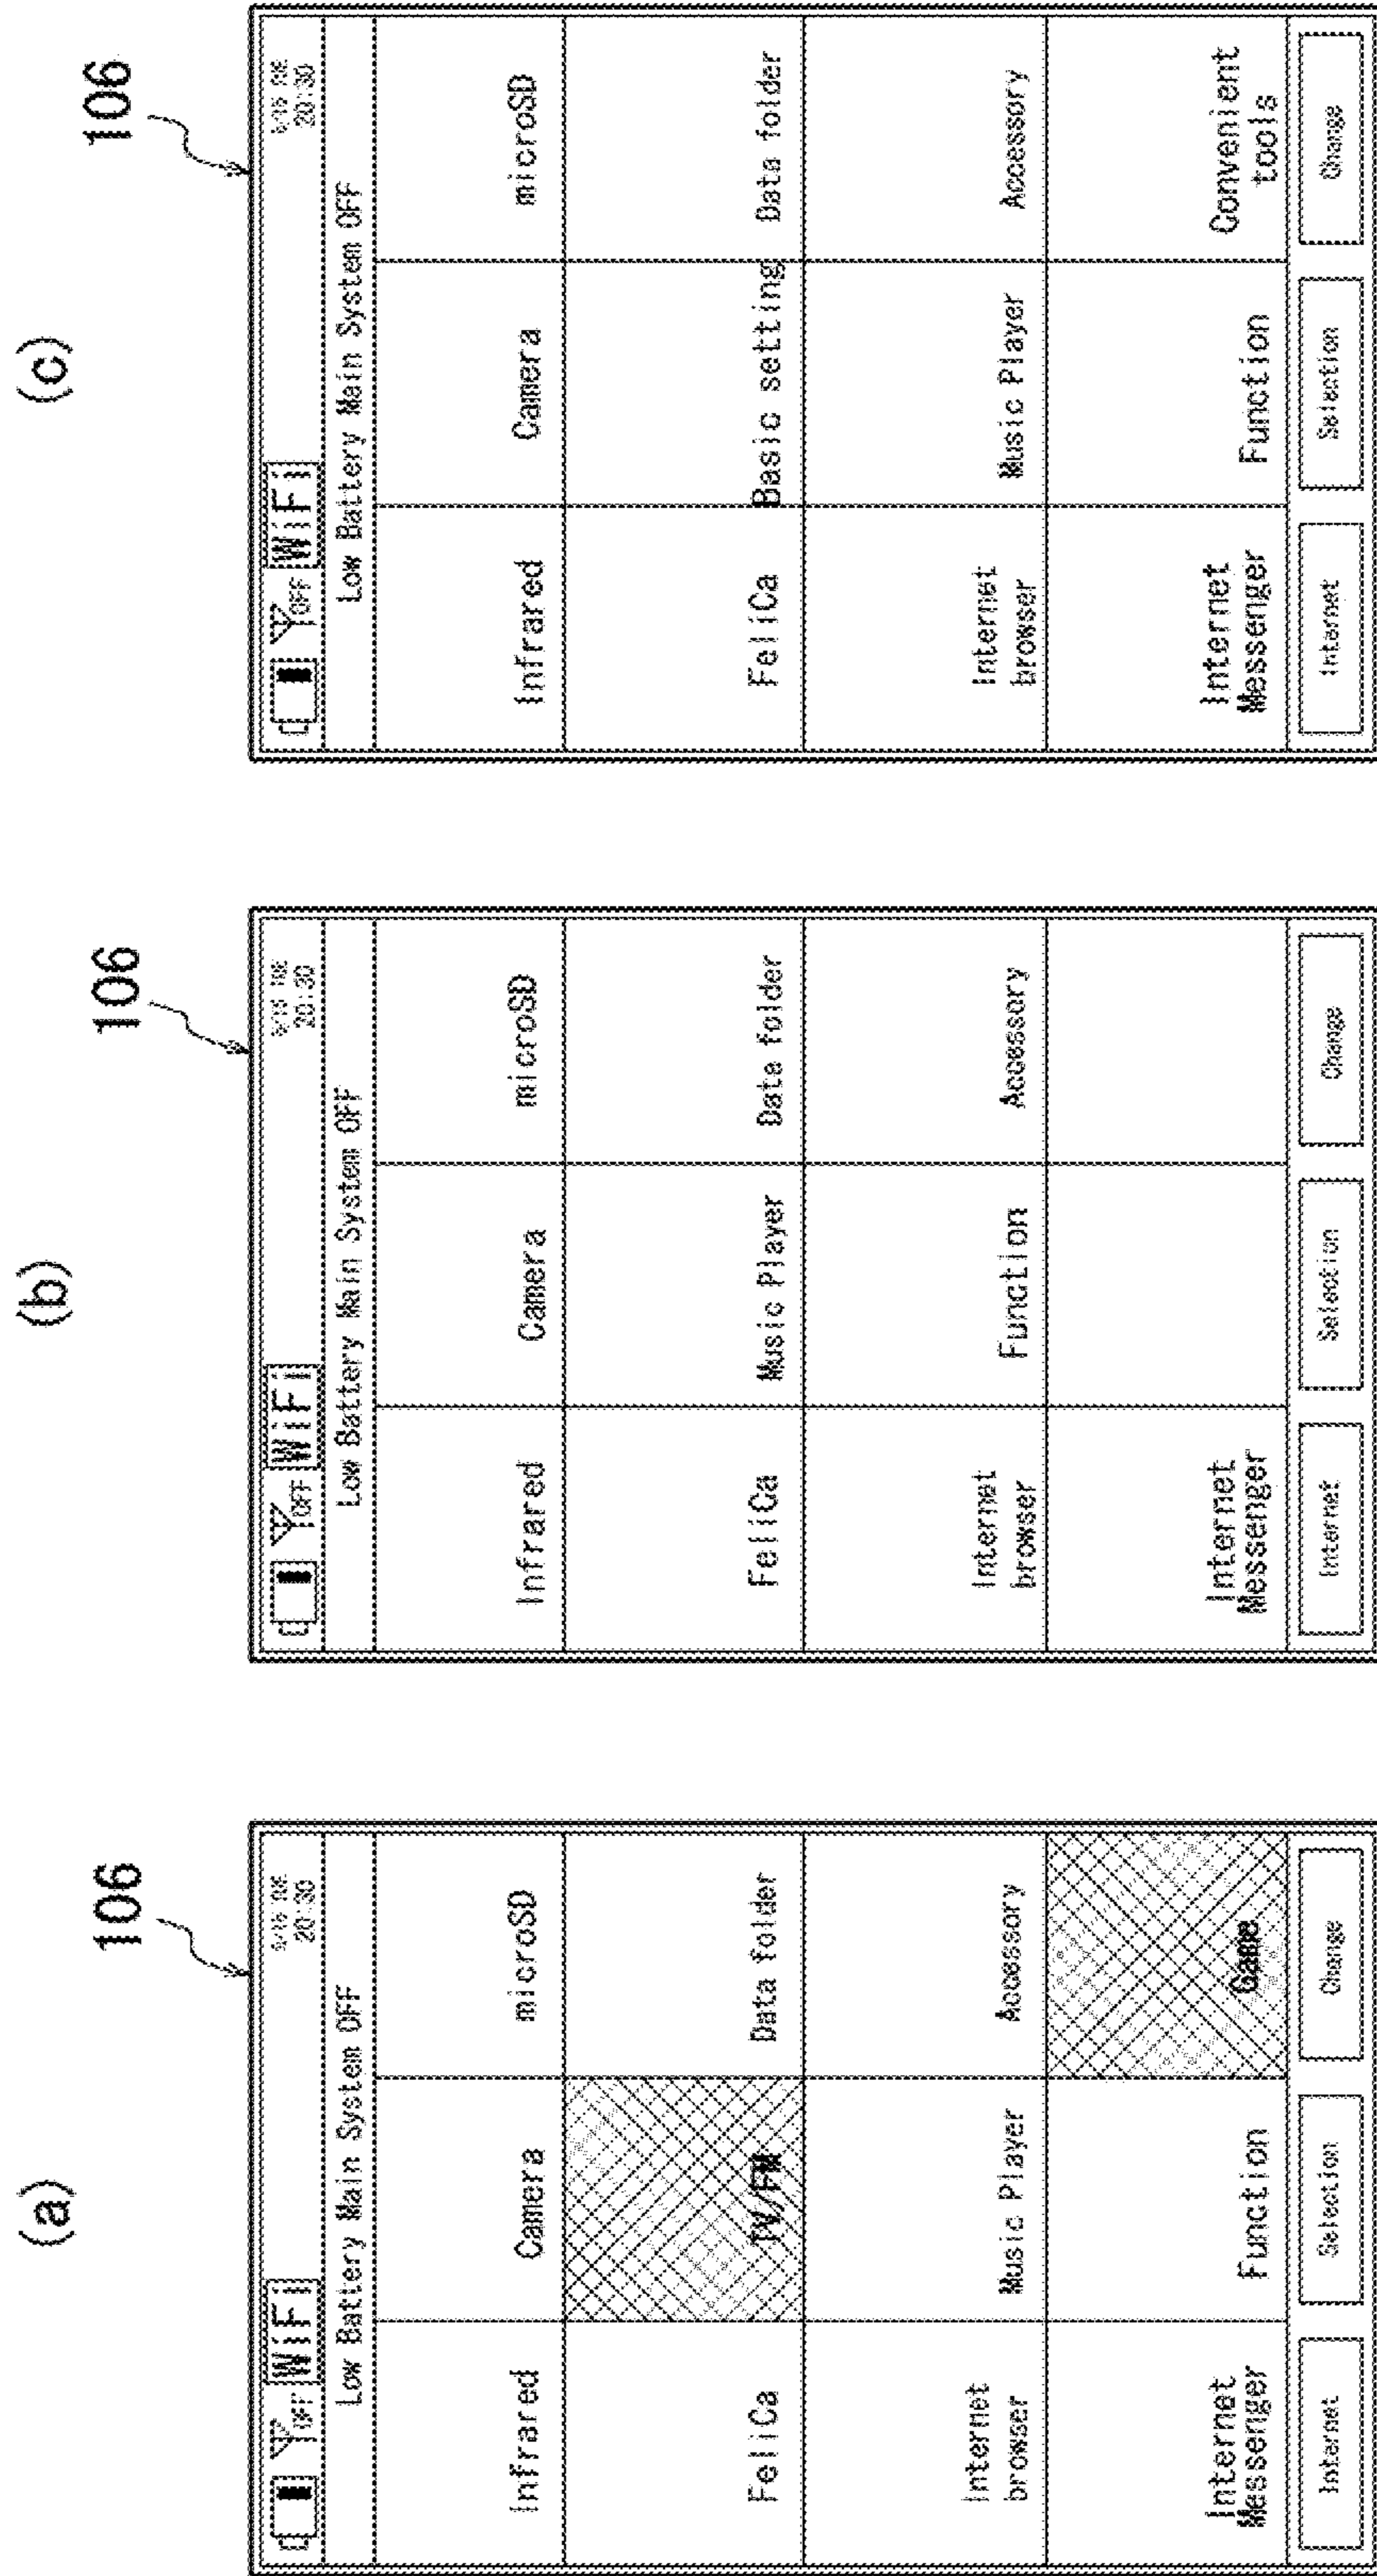 (a)
106
OFF WiFi
20:30
Low Battery Main System OFF
Infrared Camera microSD
FeliCa TV/FM Data folder
Internet browser Music Player Accessory
Internet Messenger Function Game
Internet Selection Change
(b)
106
OFF WiFi
20:30
Low Battery Main System OFF
Infrared Camera microSD
FeliCa Music Player Data folder
Internet browser Function Accessory
Internet Messenger
Internet Selection Change
(c)
106
OFF WiFi
20:30
Low Battery Main System OFF
Infrared Camera microSD
FeliCa Basic setting Data folder
Internet browser Music Player Accessory
Internet Messenger Function Convenient tools
Internet Selection Change